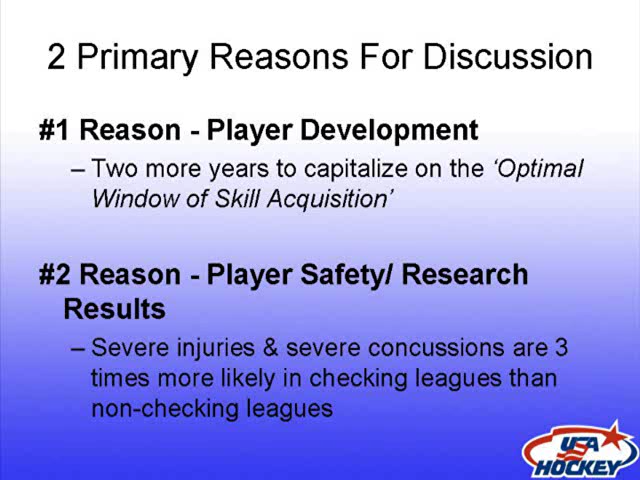 2 Primary Reasons For Discussion
#1 Reason - Player Development
– Two more years to capitalize on the ‘Optimal
Window of Skill Acquisition’
#2 Reason - Player Safety/ Research
Results
– Severe injuries & severe concussions are 3
times more likely in checking leagues than
non-checking leagues
USA
HOCKEY